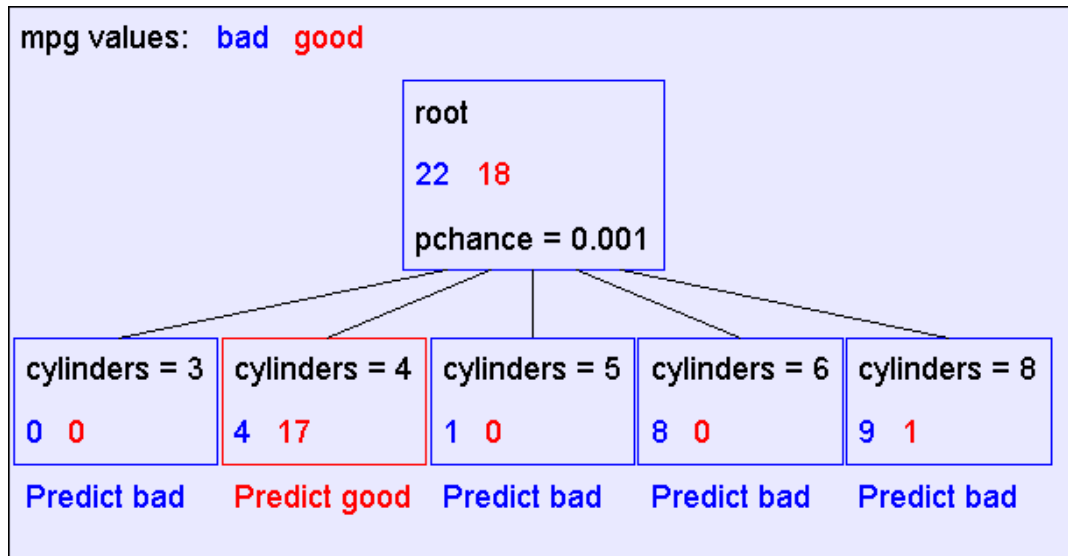 mpg values: bad good
root
22 18
pchance = 0.001
cylinders = 3
0 0
Predict bad
cylinders = 4
4 17
Predict good
cylinders = 5
1 0
Predict bad
cylinders = 6
8 0
Predict bad
cylinders = 8
9 1
Predict bad